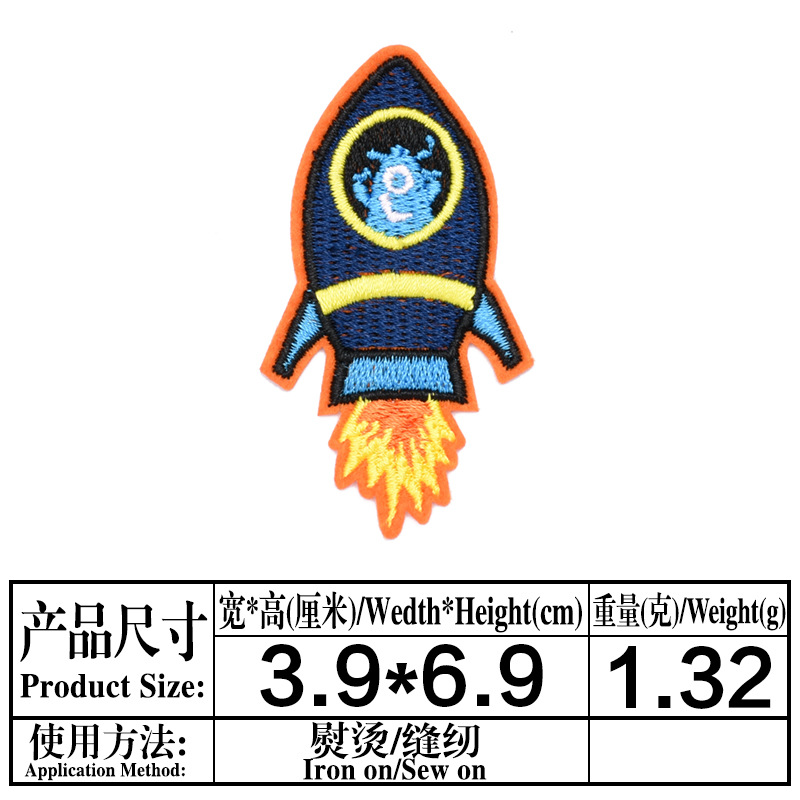 产品尺寸
Product Size:
宽*高(厘米)/Wedth*Height(cm)
重量(克)/Weight(g)
3.9*6.9
1.32
使用方法:
Application Method:
熨烫/缝纫
Iron on/Sew on